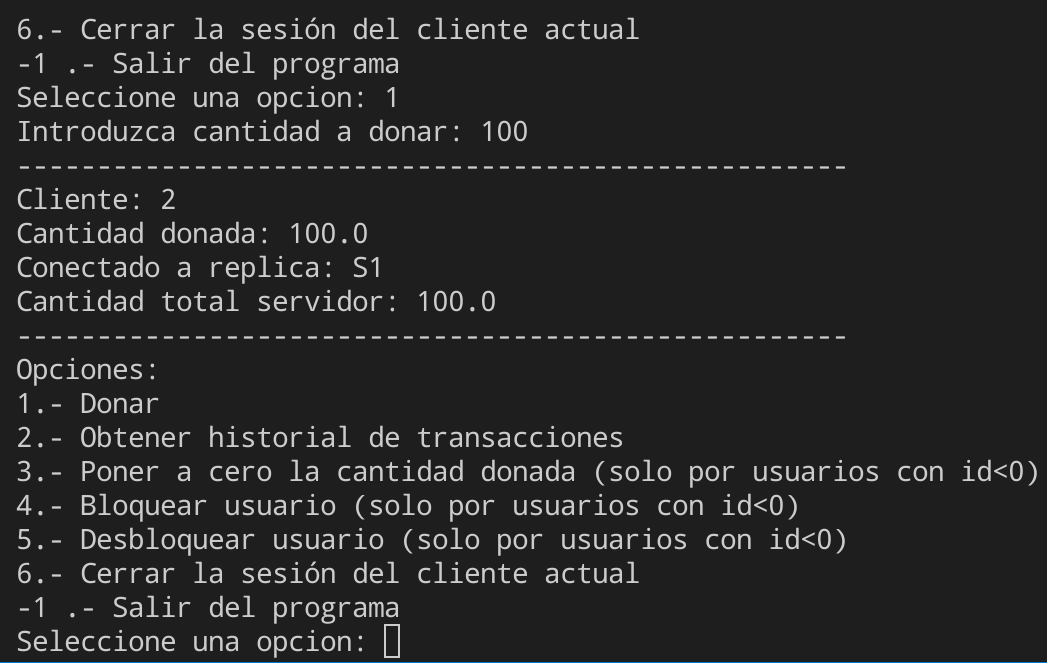 6.- Cerrar la sesión del cliente actual
-1 .- Salir del programa
Seleccione una opcion: 1
Introduzca cantidad a donar: 100
----------------------------------------------------
Cliente: 2
Cantidad donada: 100.0
Conectado a replica: S1
Cantidad total servidor: 100.0
----------------------------------------------------
Opciones:
1.- Donar
2.- Obtener historial de transacciones
3.- Poner a cero la cantidad donada (solo por usuarios con id<0)
4.- Bloquear usuario (solo por usuarios con id<0)
5.- Desbloquear usuario (solo por usuarios con id<0)
6.- Cerrar la sesión del cliente actual
-1 .- Salir del programa
Seleccione una opcion: